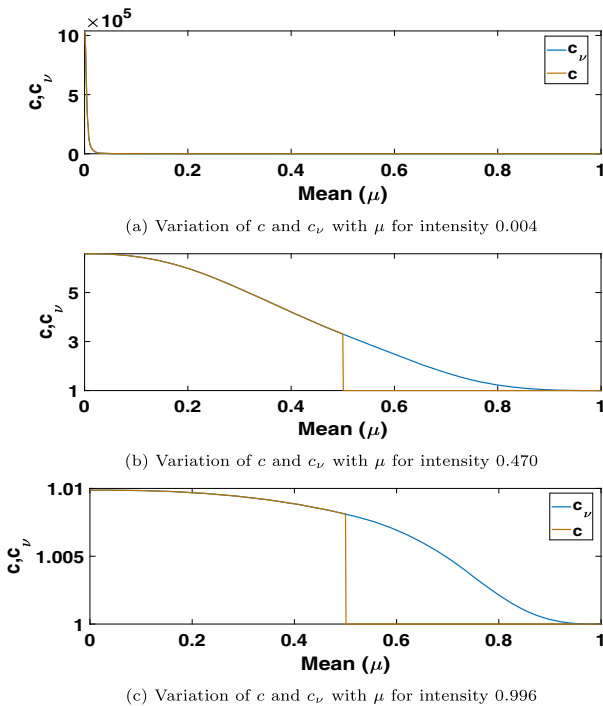 ×10⁵
10
5
0
c,c_ν
c_ν
c
0 0.2 0.4 0.6 0.8 1
Mean (μ)
(a) Variation of c and c_ν with μ for intensity 0.004
5
3
1
c,c_ν
0 0.2 0.4 0.6 0.8 1
Mean (μ)
(b) Variation of c and c_ν with μ for intensity 0.470
1.01
1.005
1
c,c_ν
c_ν
c
0 0.2 0.4 0.6 0.8 1
Mean (μ)
(c) Variation of c and c_ν with μ for intensity 0.996